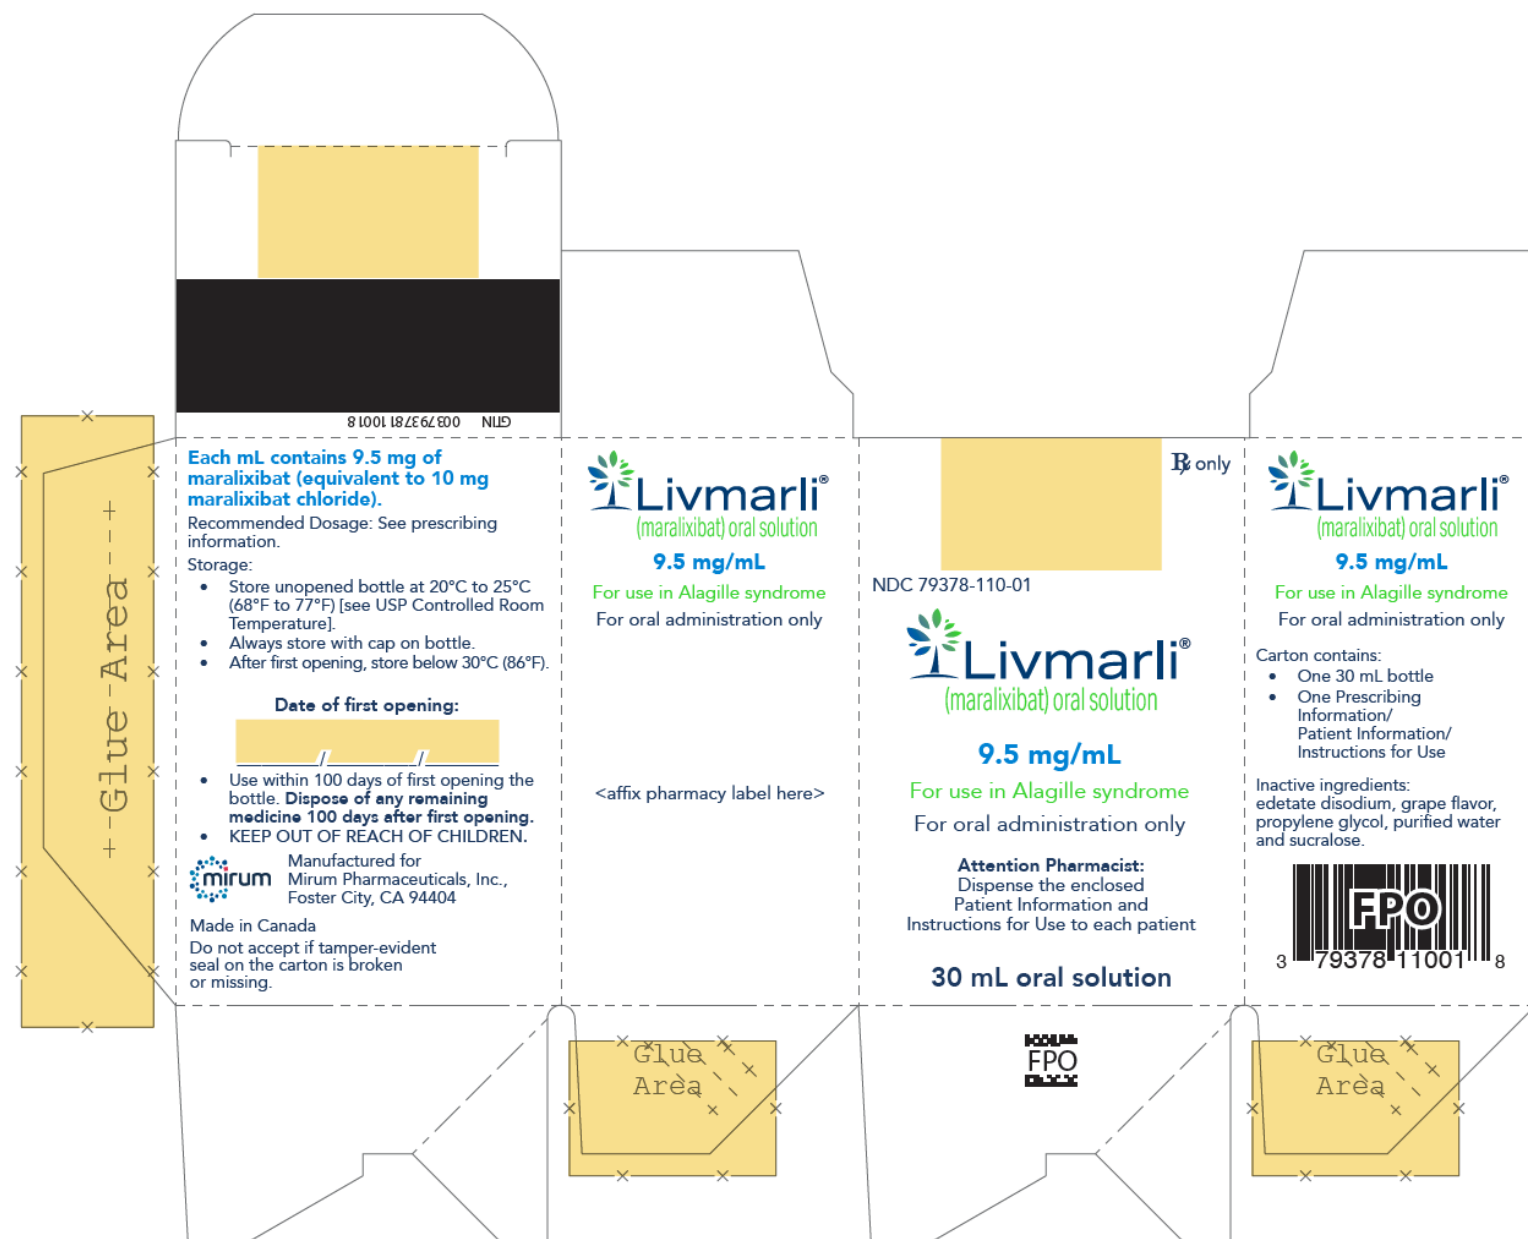 GTIN 00379378110018
Each mL contains 9.5 mg of
maralixibat (equivalent to 10 mg
maralixibat chloride).
Recommended Dosage: See prescribing
information.
Storage:
• Store unopened bottle at 20°C to 25°C
(68°F to 77°F) [see USP Controlled Room
Temperature].
• Always store with cap on bottle.
• After first opening, store below 30°C (86°F).
Date of first opening:
/ /
• Use within 100 days of first opening the
bottle. Dispose of any remaining
medicine 100 days after first opening.
• KEEP OUT OF REACH OF CHILDREN.
mirum
Manufactured for
Mirum Pharmaceuticals, Inc.,
Foster City, CA 94404
Made in Canada
Do not accept if tamper-evident
seal on the carton is broken
or missing.
Glue Area
Livmarli®
(maralixibat) oral solution
9.5 mg/mL
For use in Alagille syndrome
For oral administration only
<affix pharmacy label here>
Glue
Area
℞ only
NDC 79378-110-01
Livmarli®
(maralixibat) oral solution
9.5 mg/mL
For use in Alagille syndrome
For oral administration only
Attention Pharmacist:
Dispense the enclosed
Patient Information and
Instructions for Use to each patient
30 mL oral solution
FPO
Livmarli®
(maralixibat) oral solution
9.5 mg/mL
For use in Alagille syndrome
For oral administration only
Carton contains:
• One 30 mL bottle
• One Prescribing
Information/
Patient Information/
Instructions for Use
Inactive ingredients:
edetate disodium, grape flavor,
propylene glycol, purified water
and sucralose.
FPO
3 79378 11001 8
Glue
Area